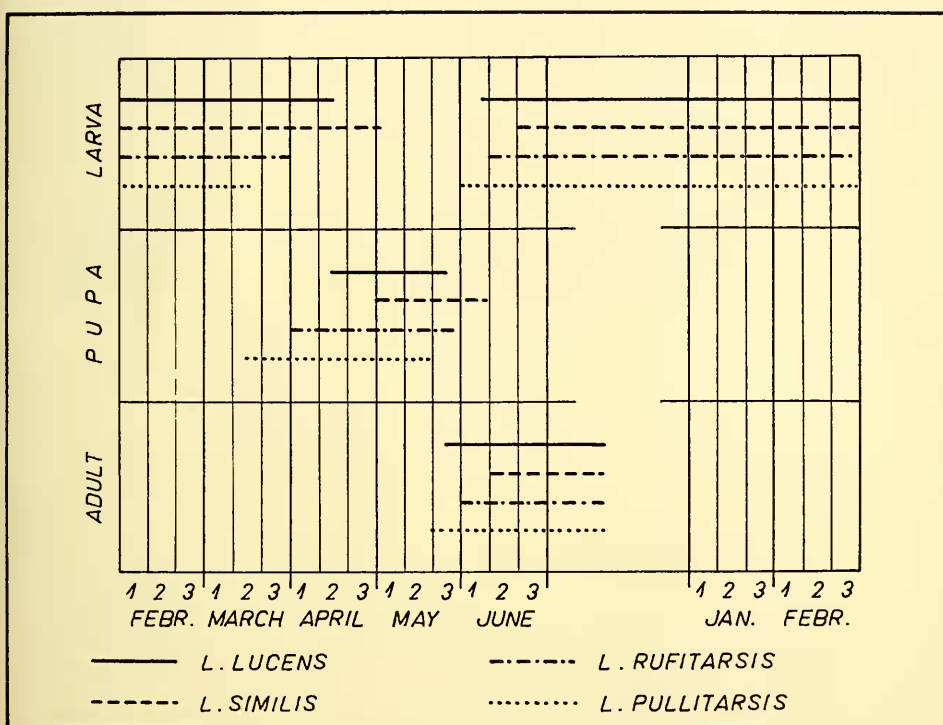 LARVA
PUPA
ADULT
1 2 3 1 2 3 1 2 3 1 2 3 1 2 3 1 2 3 1 2 3
FEBR. MARCH APRIL MAY JUNE JAN. FEBR.
L. LUCENS L. RUFITARSIS
L. SIMILIS L. PULLITARSIS